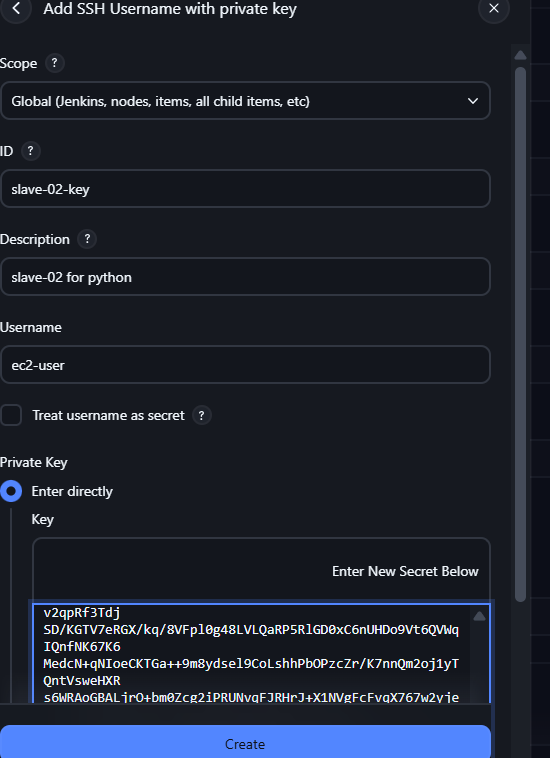 Add SSH Username with private key
Scope ?
Global (Jenkins, nodes, items, all child items, etc)
ID ?
slave-02-key
Description ?
slave-02 for python
Username
ec2-user
Treat username as secret ?
Private Key
Enter directly
Key
Enter New Secret Below
v2qpRf3Tdj
SD/KGTV7eRGX/kq/8VFpl0g48LVLQaRP5RlGD0xC6nUHDo9Vt6QVWq
IQnfNK67K6
MedcN+qNIoeCKTGa++9m8ydsel9CoLshhPbOPzcZr/K7nnQm2oj1yT
QntVsweHXR
Create